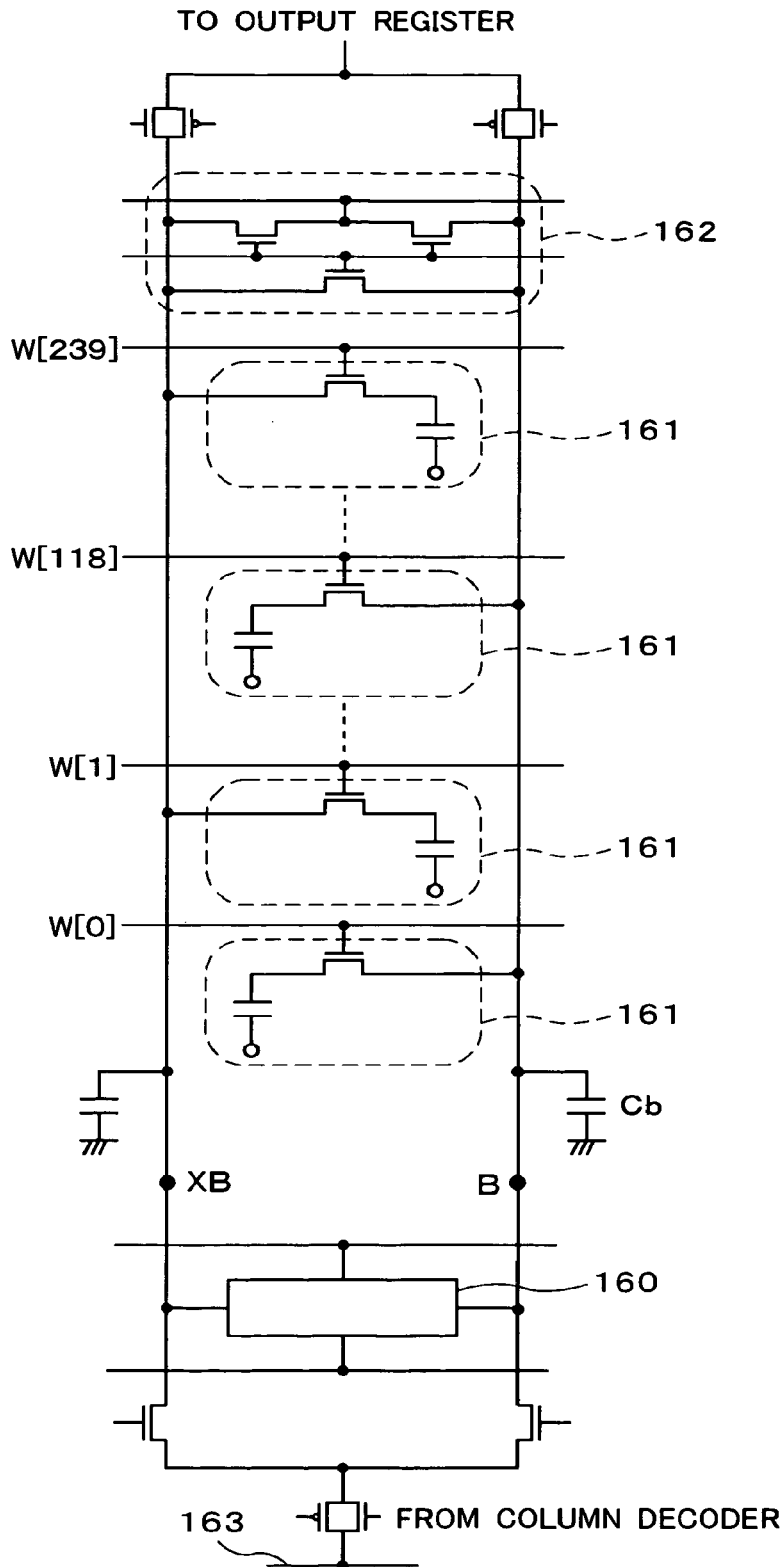 TO OUTPUT REGISTER
162
W[239]
161
W[118]
161
W[1]
161
W[0]
161
Cb
XB
B
160
163
FROM COLUMN DECODER